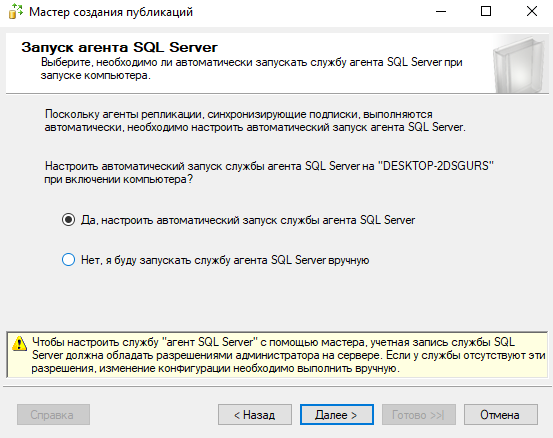 Мастер создания публикаций
Запуск агента SQL Server
Выберите, необходимо ли автоматически запускать службу агента SQL Server при
запуске компьютера.
Поскольку агенты репликации, синхронизирующие подписки, выполняются
автоматически, необходимо настроить автоматический запуск агента SQL Server.
Настроить автоматический запуск службы агента SQL Server на "DESKTOP-2DSGURS"
при включении компьютера?
Да, настроить автоматический запуск службы агента SQL Server
Нет, я буду запускать службу агента SQL Server вручную
Чтобы настроить службу "агент SQL Server" с помощью мастера, учетная запись службы SQL
Server должна обладать разрешениями администратора на сервере. Если у службы отсутствуют эти
разрешения, изменение конфигурации необходимо выполнить вручную.
Справка
< Назад
Далее >
Готово >>|
Отмена